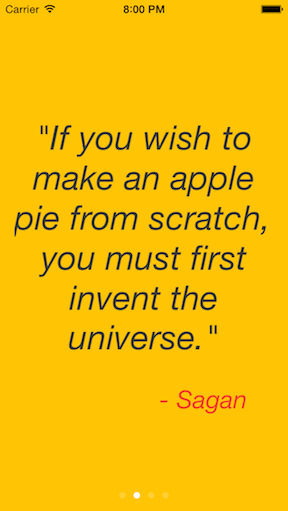 Carrier 8:00 PM
"If you wish to
make an apple
pie from scratch,
you must first
invent the
universe."
- Sagan